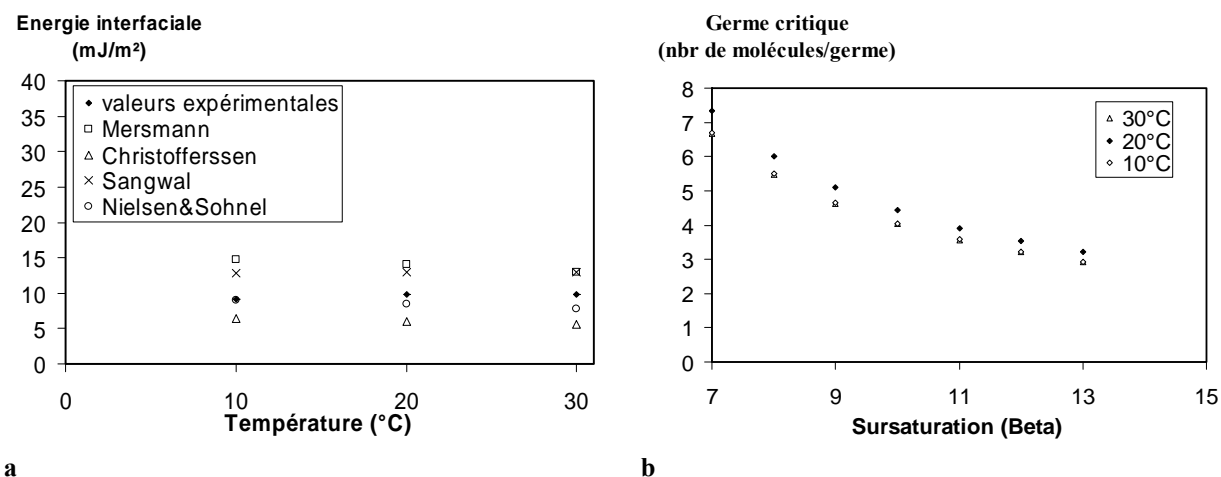 Energie interfaciale
(mJ/m²)
40
35
30
25
20
15
10
5
0
valeurs expérimentales
Mersmann
Christofferssen
Sangwal
Nielsen&Sohnel
0 10 20 30
Température (°C)
a
Germe critique
(nbr de molécules/germe)
8
7
6
5
4
3
2
1
0
30°C
20°C
10°C
7 9 11 13 15
Sursaturation (Beta)
b